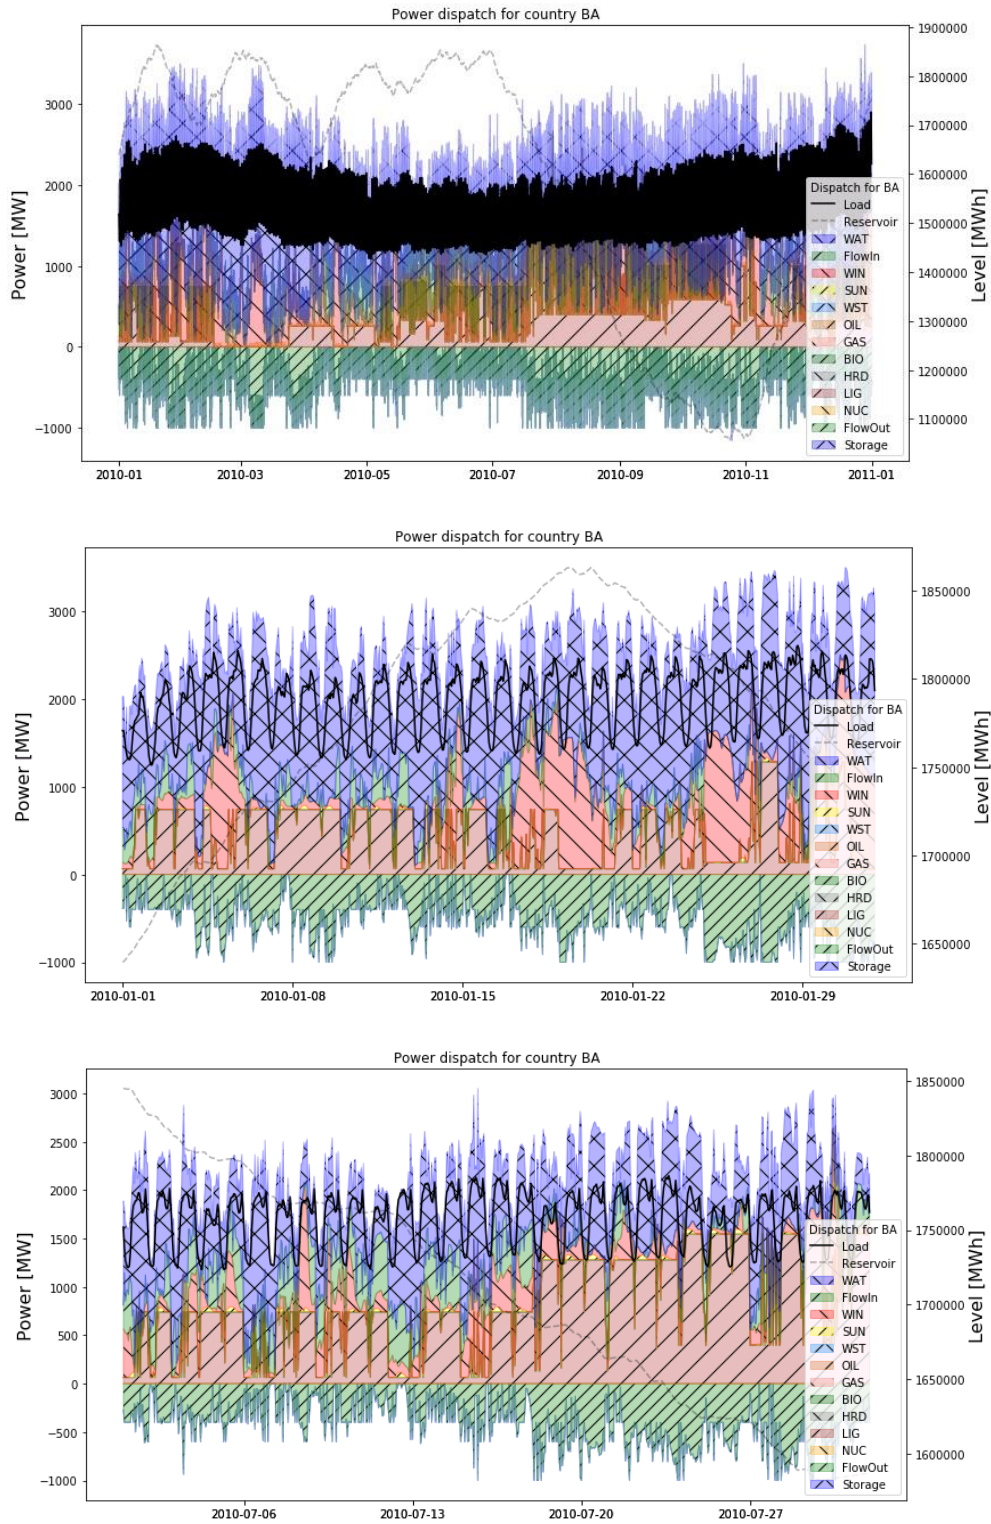 Power dispatch for country BA
Power [MW]
3000
2000
1000
0
−1000
1900000
1800000
1700000
1600000
1500000
1400000
1300000
1200000
1100000
Level [MWh]
Dispatch for BA
Load
Reservoir
WAT
FlowIn
WIN
SUN
WST
OIL
GAS
BIO
HRD
LIG
NUC
FlowOut
Storage
2010-01 2010-03 2010-05 2010-07 2010-09 2010-11 2011-01
Power dispatch for country BA
Power [MW]
3000
2000
1000
0
−1000
1850000
1800000
1750000
1700000
1650000
Level [MWh]
Dispatch for BA
Load
Reservoir
WAT
FlowIn
WIN
SUN
WST
OIL
GAS
BIO
HRD
LIG
NUC
FlowOut
Storage
2010-01-01 2010-01-08 2010-01-15 2010-01-22 2010-01-29
Power dispatch for country BA
Power [MW]
3000
2500
2000
1500
1000
500
0
−500
−1000
1850000
1800000
1750000
1700000
1650000
1600000
Level [MWh]
Dispatch for BA
Load
Reservoir
WAT
FlowIn
WIN
SUN
WST
OIL
GAS
BIO
HRD
LIG
NUC
FlowOut
Storage
2010-07-06 2010-07-13 2010-07-20 2010-07-27